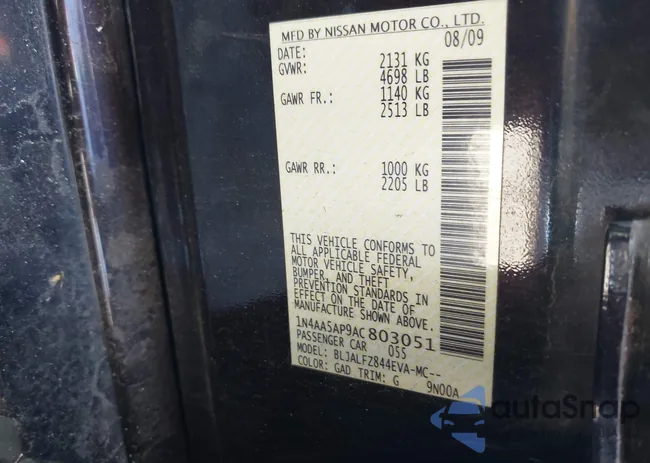 MFD BY NISSAN MOTOR CO., LTD.
DATE: 08/09
GVWR: 2131 KG
4698 LB
GAWR FR.: 1140 KG
2513 LB
GAWR RR.: 1000 KG
2205 LB
THIS VEHICLE CONFORMS TO
ALL APPLICABLE FEDERAL
MOTOR VEHICLE SAFETY,
BUMPER, AND THEFT
PREVENTION STANDARDS IN
EFFECT ON THE DATE OF
MANUFACTURE SHOWN ABOVE.
1N4AA5AP9AC803051
PASSENGER CAR 055
MODEL: BLJALFZ844EVA-MC--
COLOR: GAD TRIM: G 9N00A
autoSnap